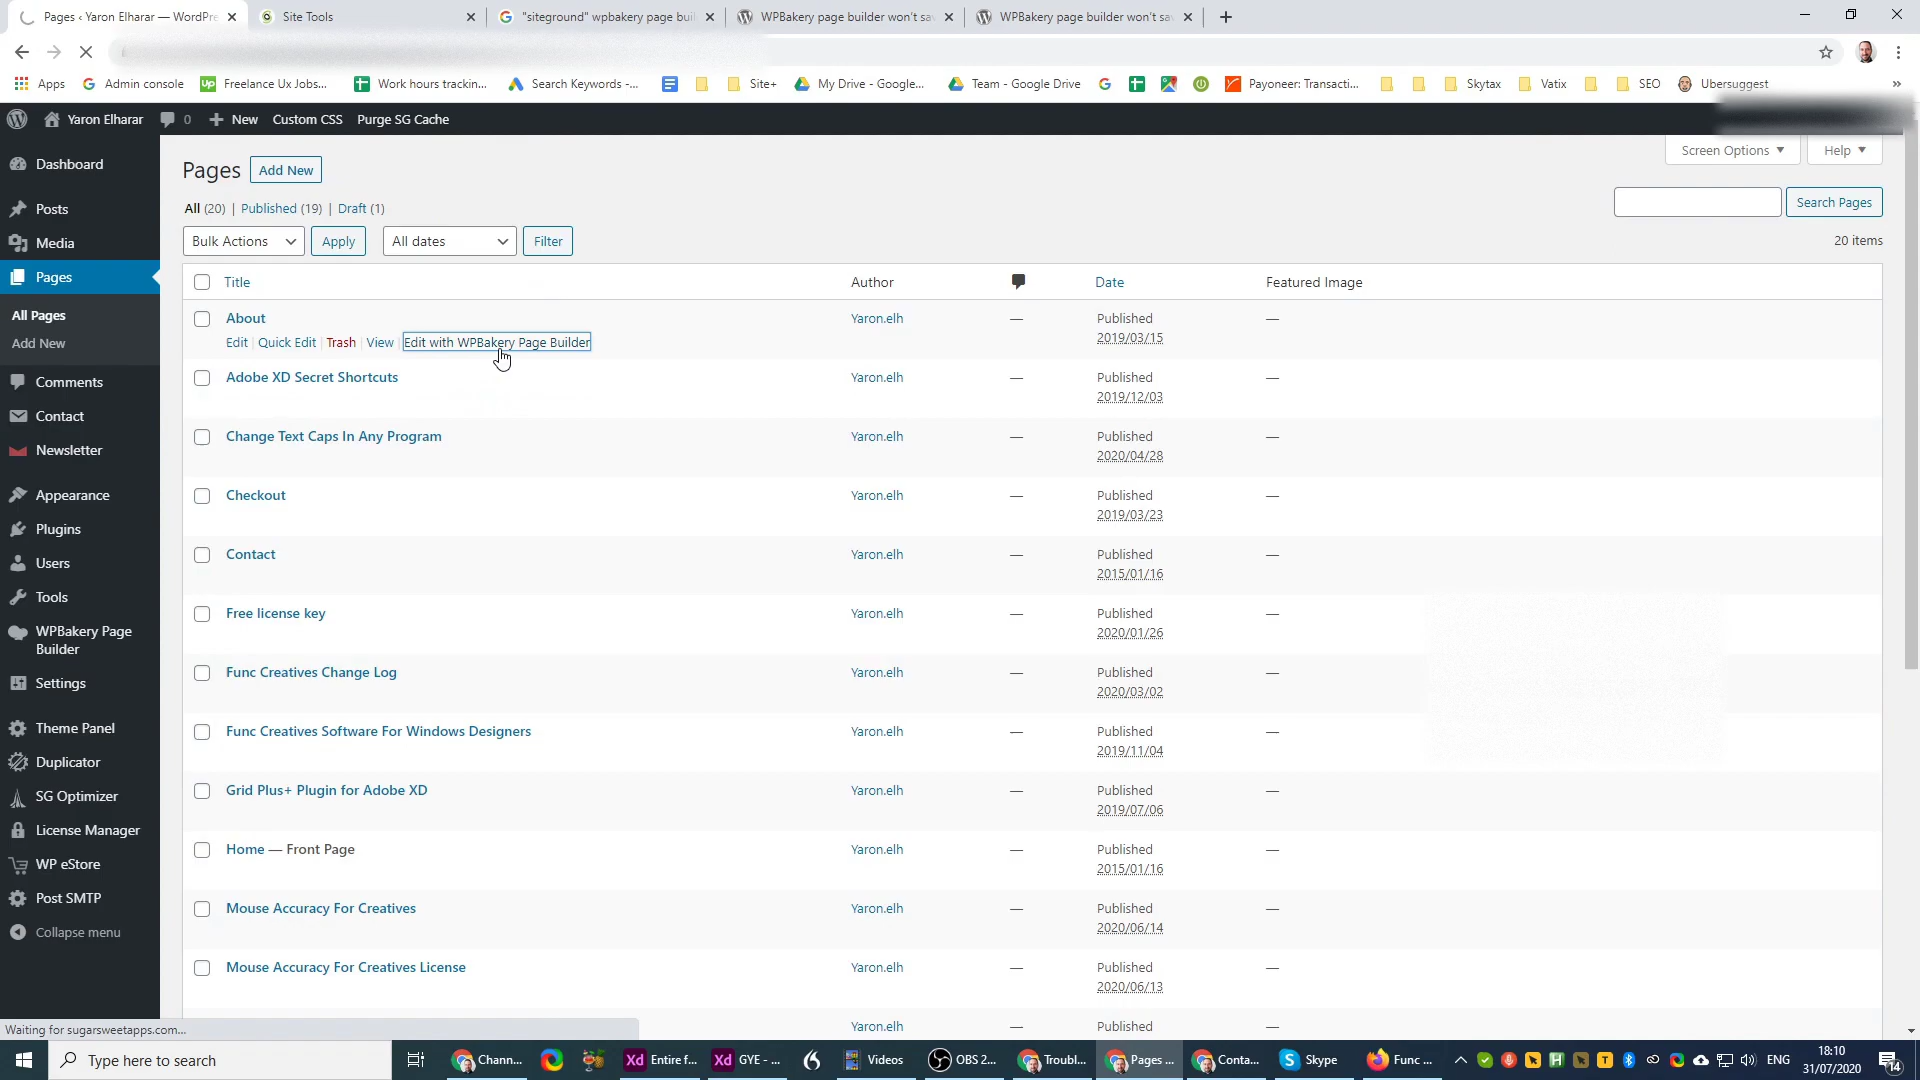 Pages ‹ Yaron Elharar — WordPre
Site Tools
"siteground" wpbakery page buil
WPBakery page builder won't sav
WPBakery page builder won't sav
Apps
Admin console
Freelance Ux Jobs...
Work hours trackin...
Search Keywords -...
Site+
My Drive - Google...
Team - Google Drive
Payoneer: Transacti...
Skytax
Vatix
SEO
Ubersuggest
»
Yaron Elharar
0
New
Custom CSS
Purge SG Cache
Dashboard
Posts
Media
Pages
All Pages
Add New
Comments
Contact
Newsletter
Appearance
Plugins
Users
Tools
WPBakery Page
Builder
Settings
Theme Panel
Duplicator
SG Optimizer
License Manager
WP eStore
Post SMTP
Collapse menu
Screen Options
Help
Pages
Add New
All (20) | Published (19) | Draft (1)
Search Pages
Bulk Actions
Apply
All dates
Filter
20 items
Title Author Date Featured Image
About Yaron.elh — Published —
2019/03/15
Edit | Quick Edit | Trash | View | Edit with WPBakery Page Builder
Adobe XD Secret Shortcuts Yaron.elh — Published —
2019/12/03
Change Text Caps In Any Program Yaron.elh — Published —
2020/04/28
Checkout Yaron.elh — Published —
2019/03/23
Contact Yaron.elh — Published —
2015/01/16
Free license key Yaron.elh — Published —
2020/01/26
Func Creatives Change Log Yaron.elh — Published —
2020/03/02
Func Creatives Software For Windows Designers Yaron.elh — Published —
2019/11/04
Grid Plus+ Plugin for Adobe XD Yaron.elh — Published —
2019/07/06
Home — Front Page Yaron.elh — Published —
2015/01/16
Mouse Accuracy For Creatives Yaron.elh — Published —
2020/06/14
Mouse Accuracy For Creatives License Yaron.elh — Published —
2020/06/13
Yaron.elh — Published —
Waiting for sugarsweetapps.com...
Type here to search
Chann...
Xd Entire f...
Xd GYE - ...
Videos
OBS 2...
Troubl...
Pages ...
Conta...
Skype
Func ...
ENG
18:10
31/07/2020
14